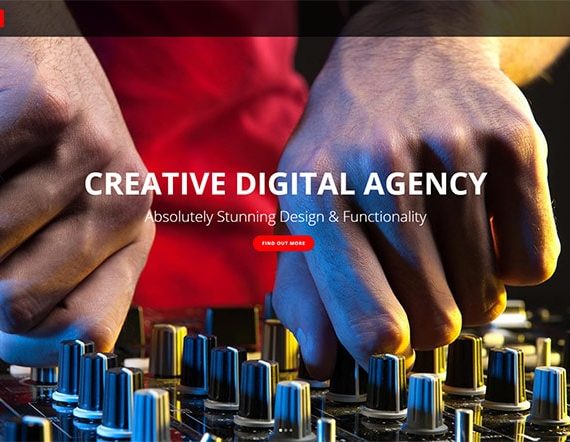 CREATIVE DIGITAL AGENCY
Absolutely Stunning Design & Functionality
FIND OUT MORE